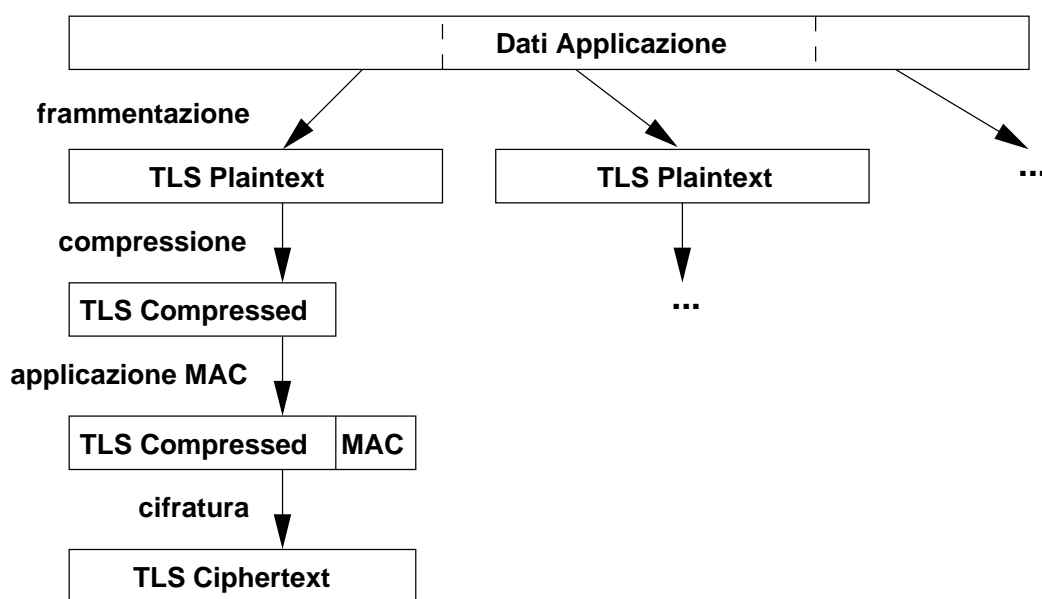 Dati Applicazione
frammentazione
TLS Plaintext
TLS Plaintext
...
compressione
TLS Compressed
...
applicazione MAC
TLS Compressed
MAC
cifratura
TLS Ciphertext